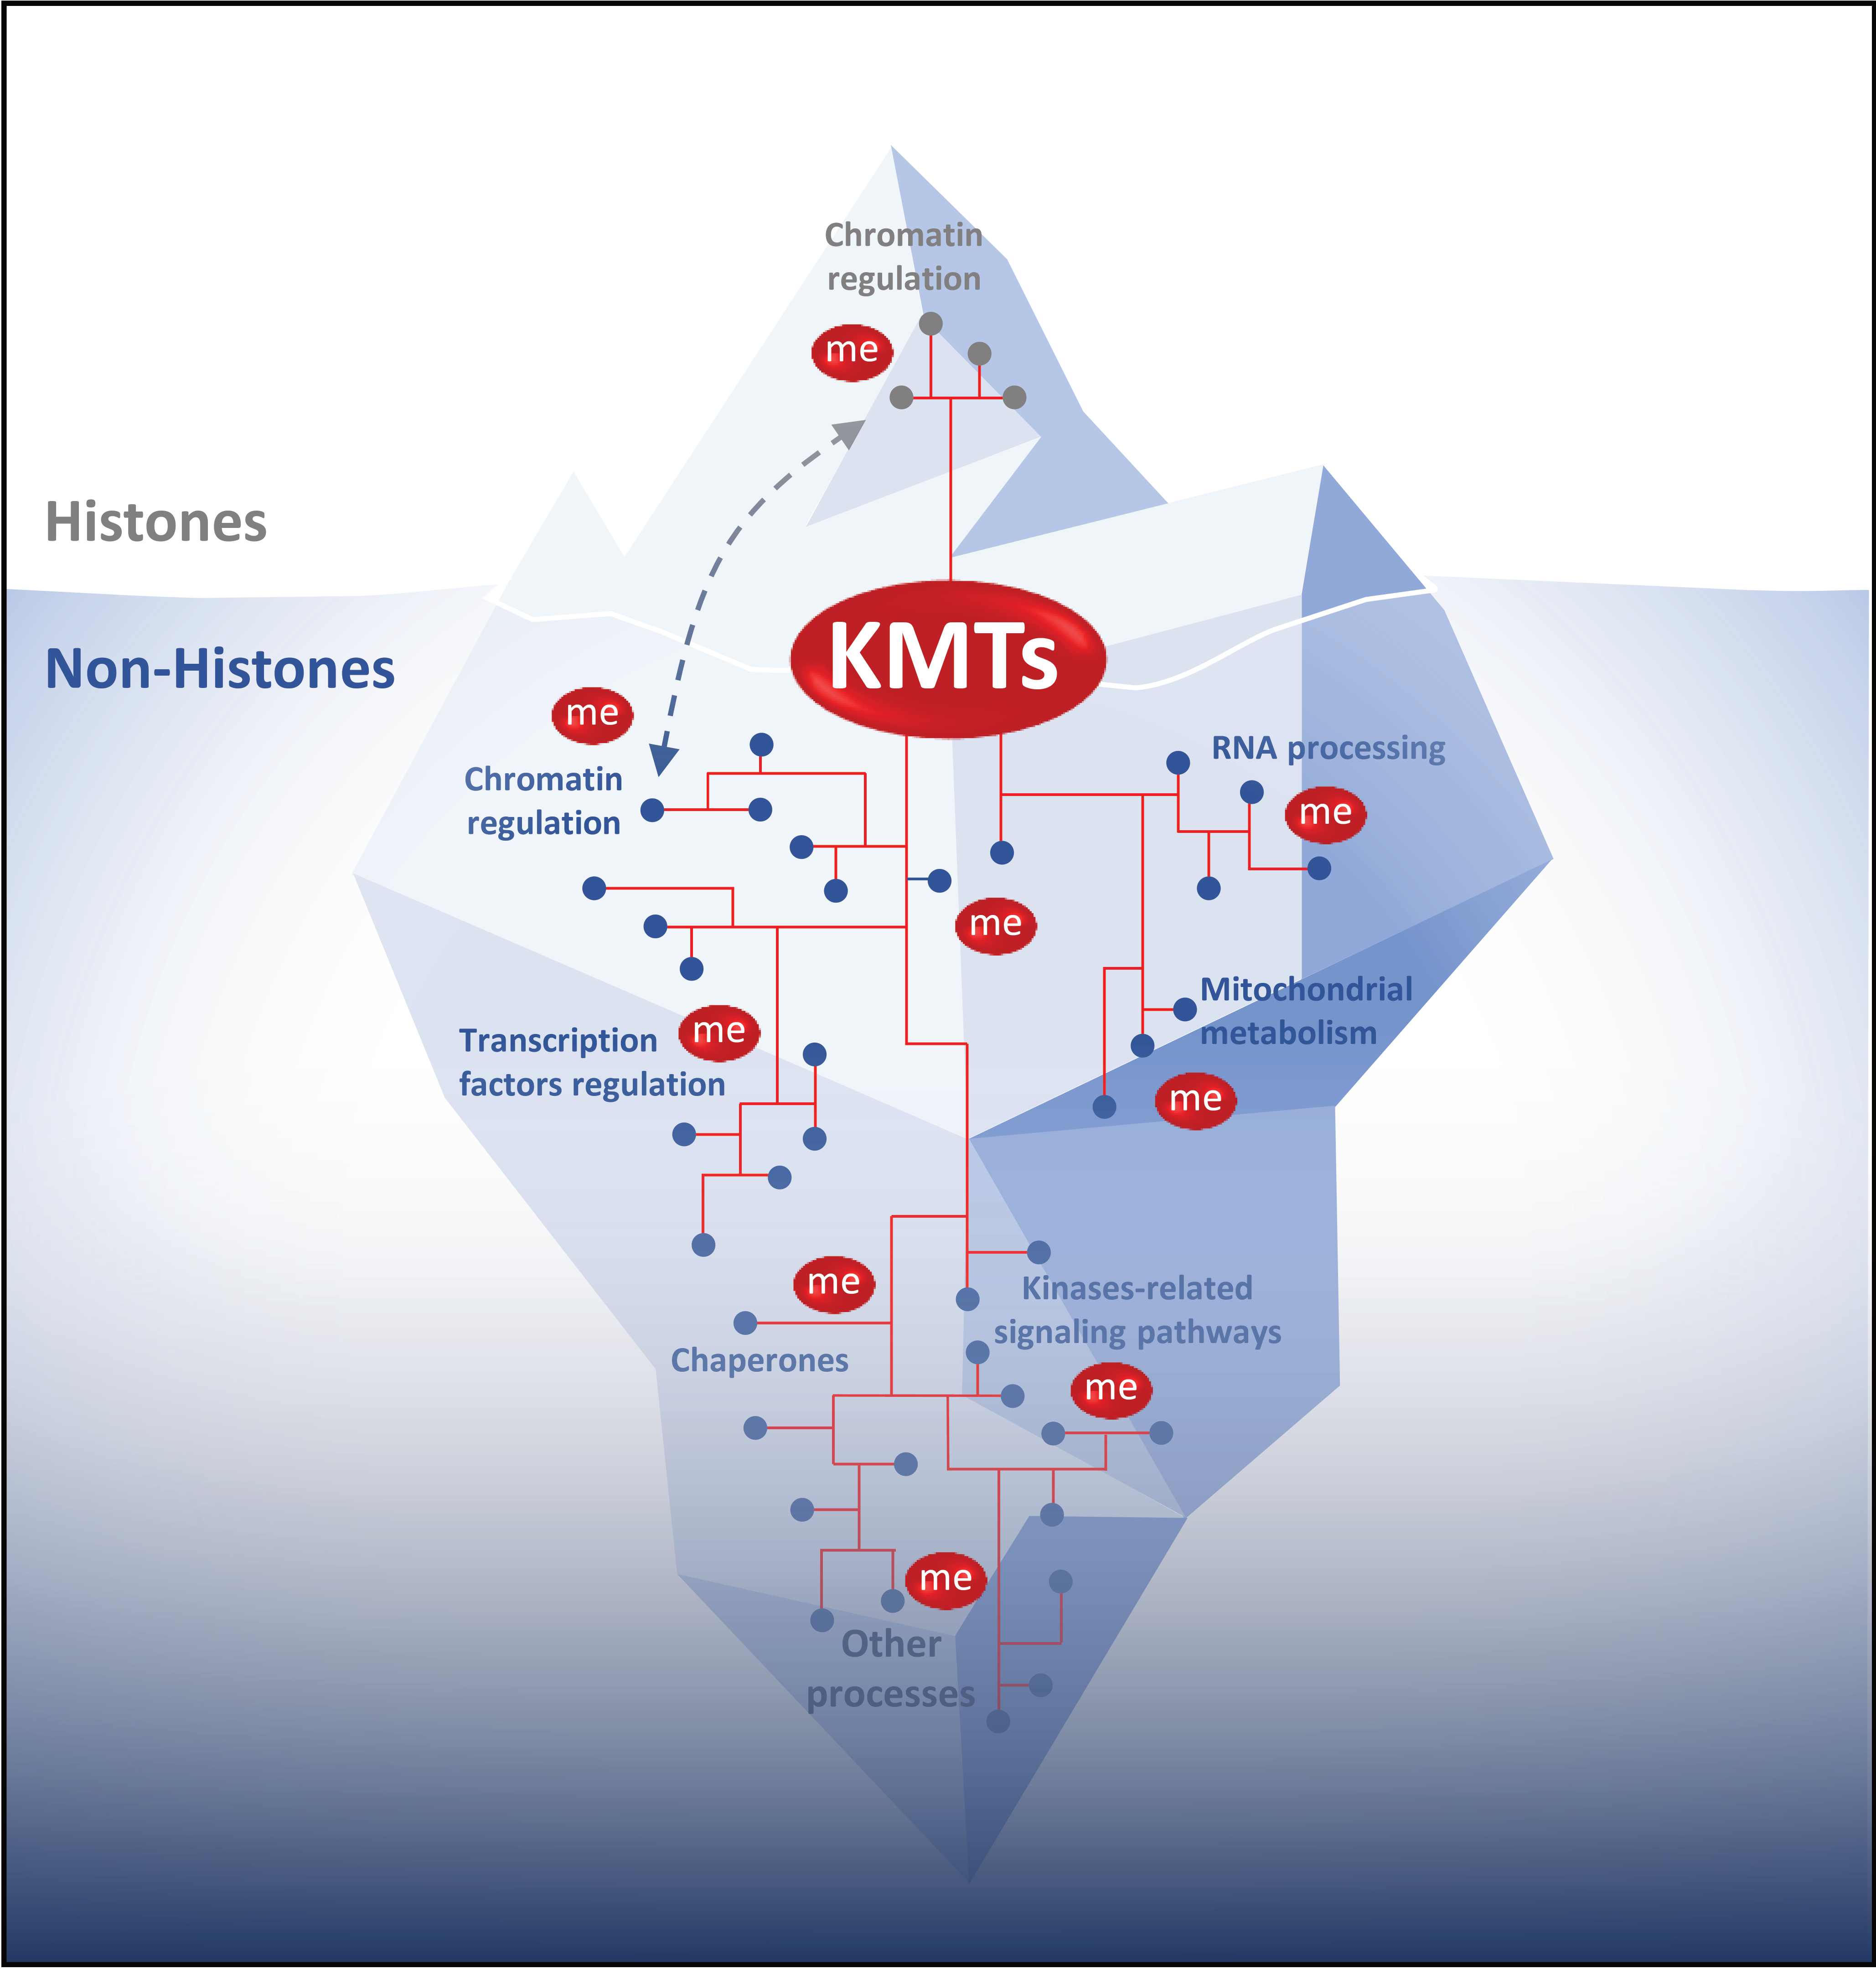 Chromatin
regulation
me
Histones
KMTs
Non-Histones
me
Chromatin
regulation
RNA processing
me
me
Transcription
factors regulation
me
Mitochondrial
metabolism
me
me
Chaperones
Kinases-related
signaling pathways
me
me
Other
processes